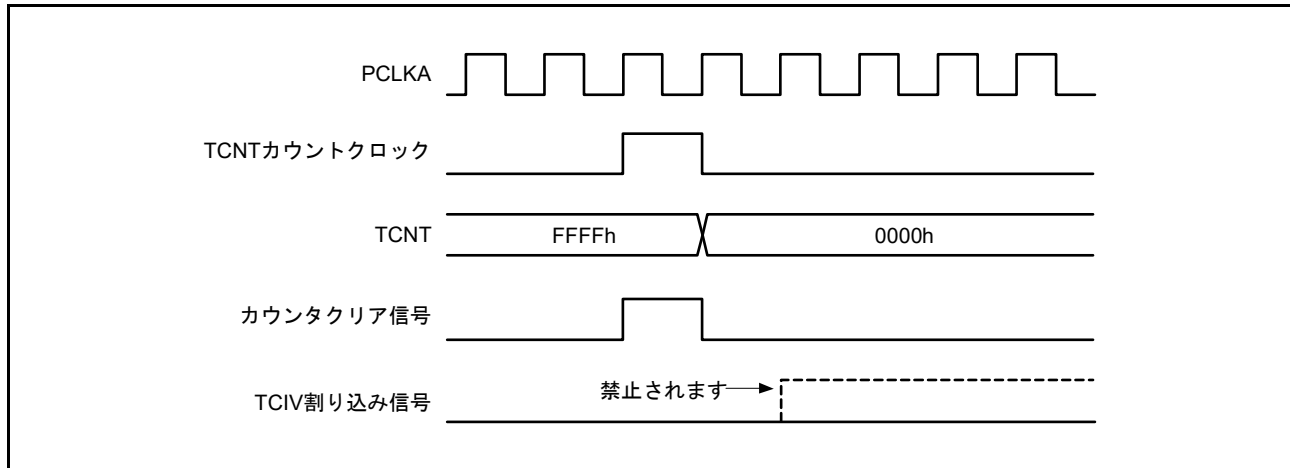 PCLKA
TCNTカウントクロック
TCNT
FFFFh
0000h
カウンタクリア信号
禁止されます
TCIV割り込み信号